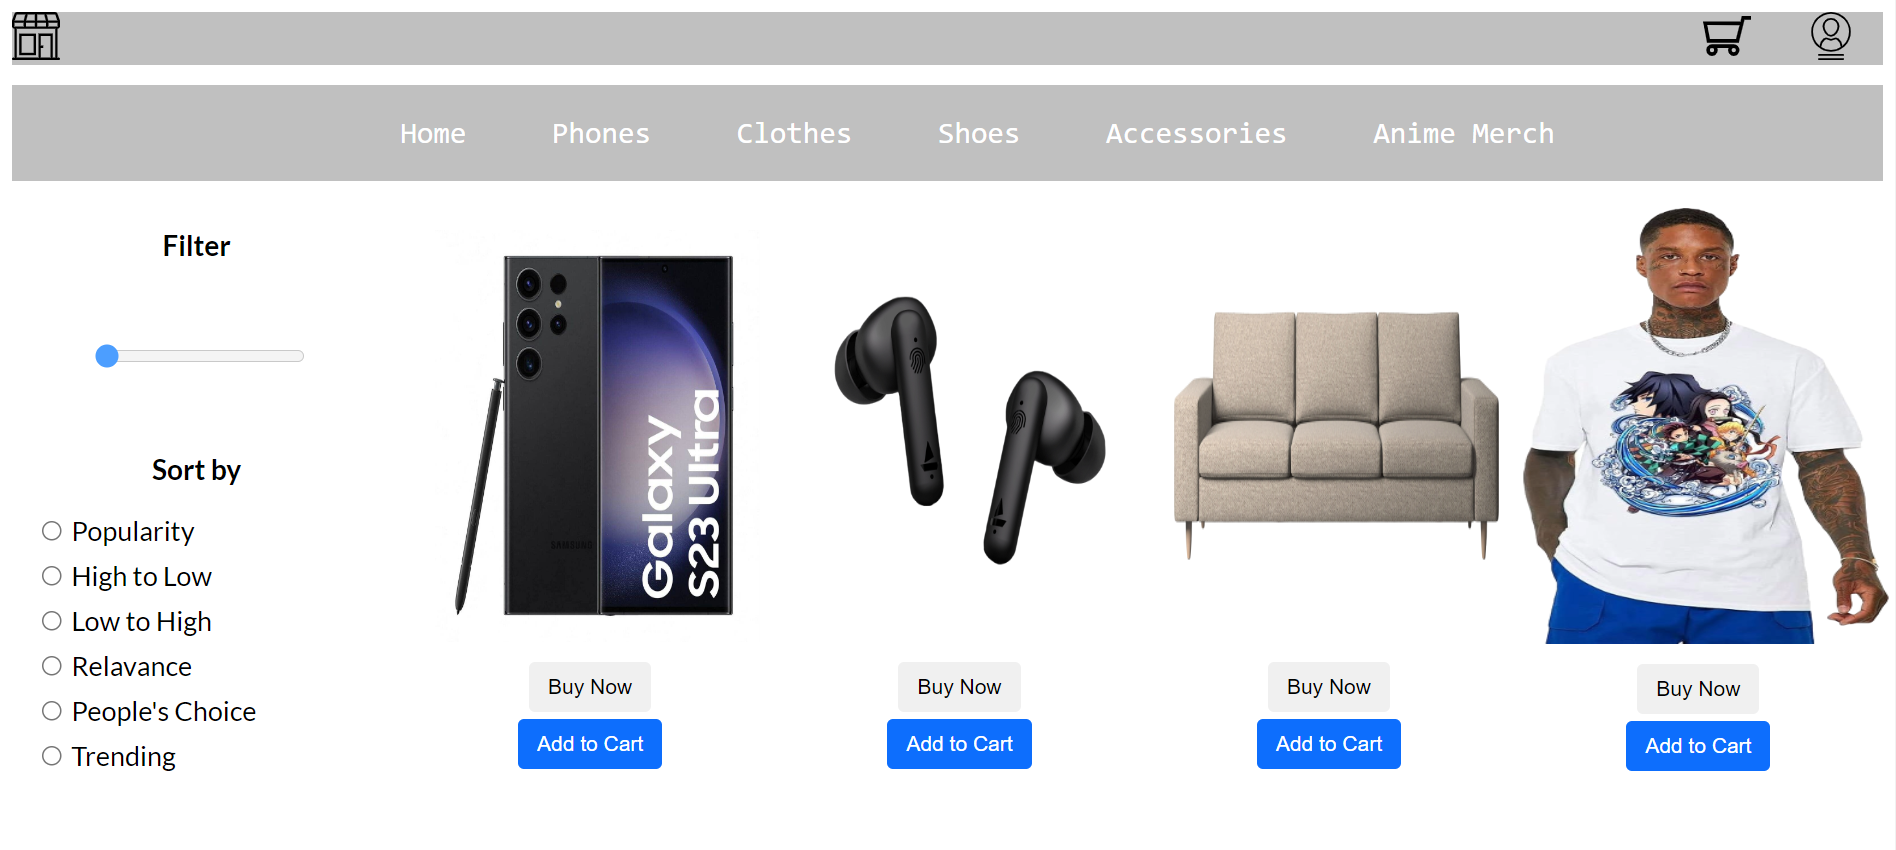 Home Phones Clothes Shoes Accessories Anime Merch
Filter
Sort by
Popularity
High to Low
Low to High
Relavance
People's Choice
Trending
SAMSUNG
Galaxy
S23 Ultra
Buy Now
Add to Cart
Buy Now
Add to Cart
Buy Now
Add to Cart
Buy Now
Add to Cart